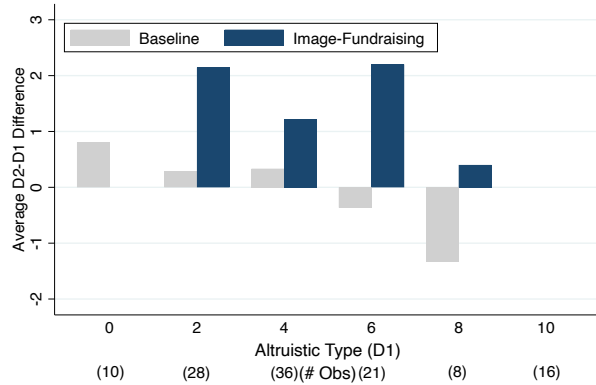 3
Baseline
Image-Fundraising
2
1
0
-1
-2
Average D2-D1 Difference
0 2 4 6 8 10
Altruistic Type (D1)
(10) (28) (36)(# Obs)(21) (8) (16)